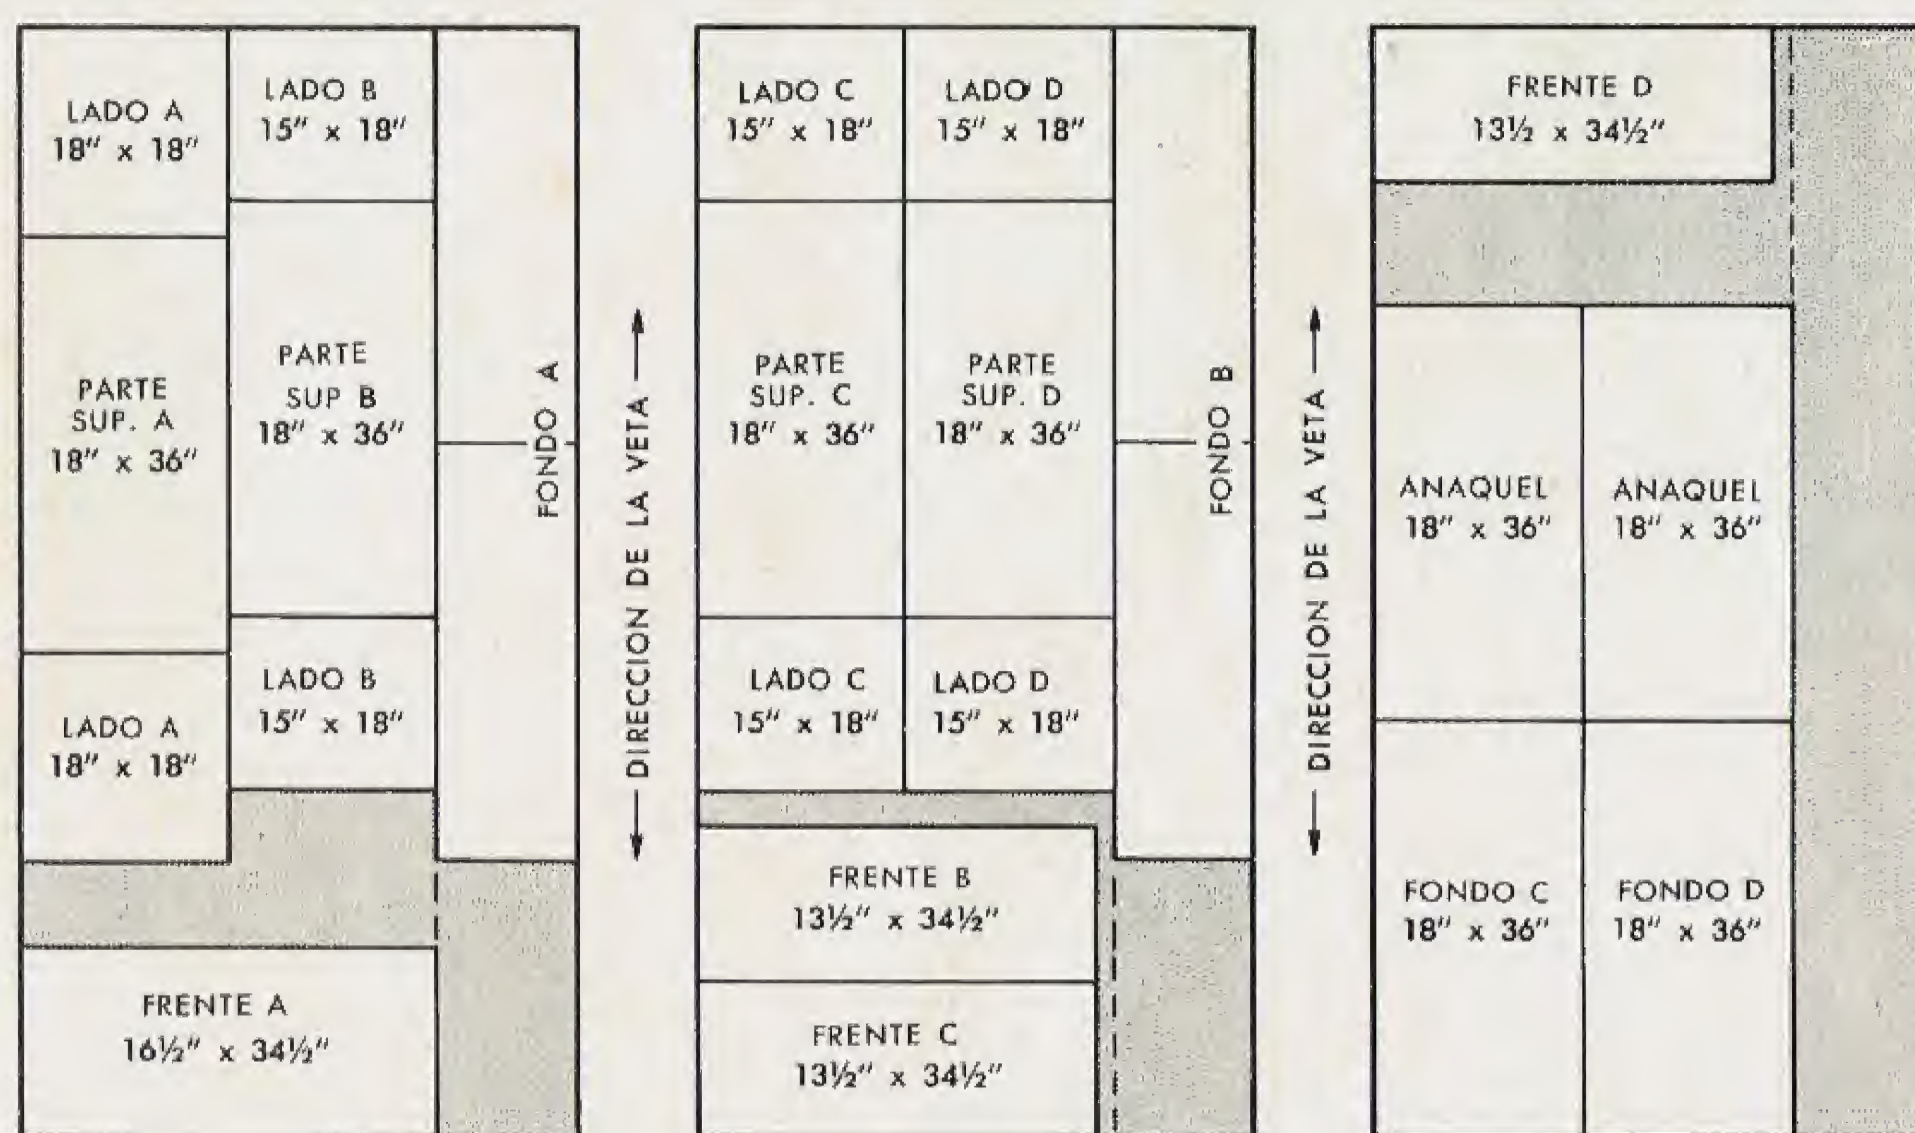 LADO A
18" x 18"
LADO B
15" x 18"
PARTE
SUP. A
18" x 36"
PARTE
SUP B
18" x 36"
FONDO A
LADO A
18" x 18"
LADO B
15" x 18"
FRENTE A
16½" x 34½"
DIRECCION DE LA VETA
LADO C
15" x 18"
LADO D
15" x 18"
PARTE
SUP. C
18" x 36"
PARTE
SUP. D
18" x 36"
FONDO B
LADO C
15" x 18"
LADO D
15" x 18"
FRENTE B
13½" x 34½"
FRENTE C
13½" x 34½"
DIRECCION DE LA VETA
FRENTE D
13½ x 34½"
ANAQUEL
18" x 36"
ANAQUEL
18" x 36"
FONDO C
18" x 36"
FONDO D
18" x 36"